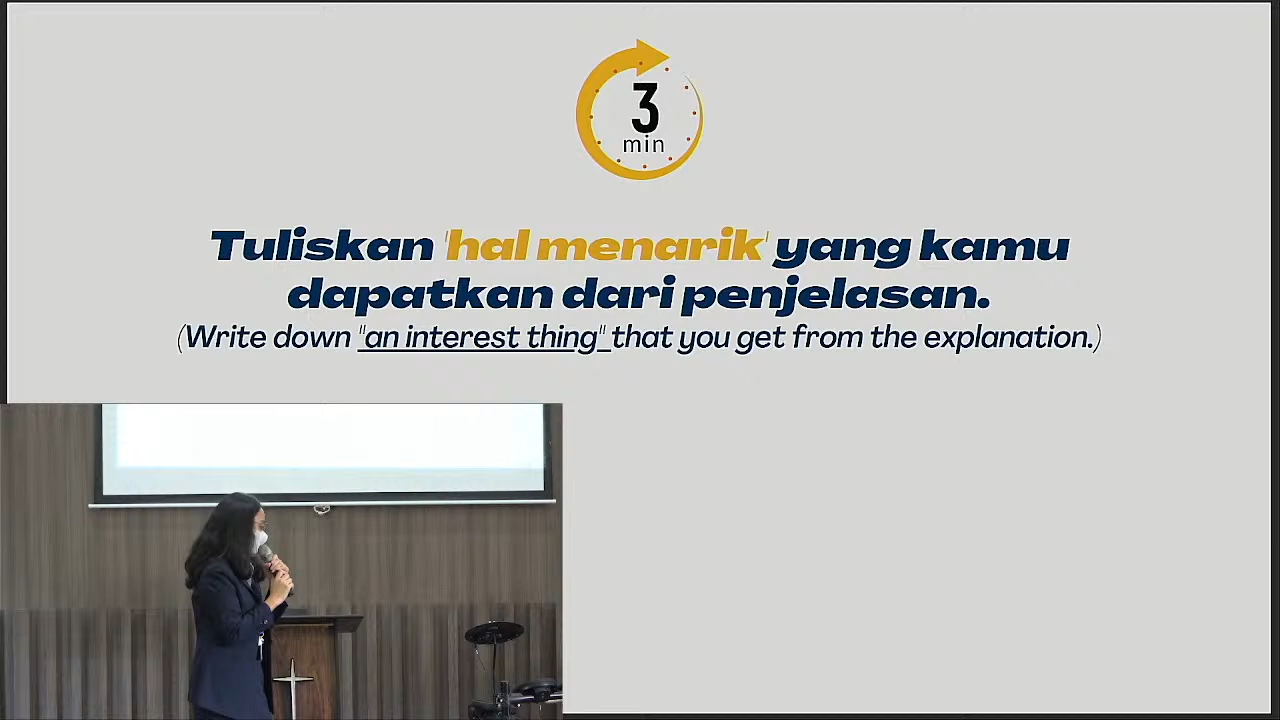 3
min
Tuliskan 'hal menarik' yang kamu
dapatkan dari penjelasan.
(Write down "an interest thing" that you get from the explanation.)